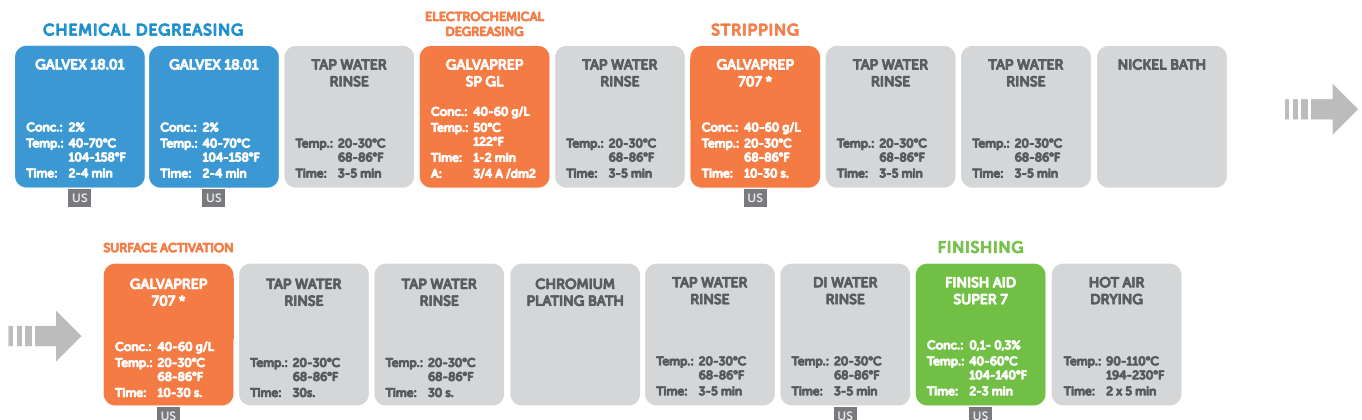 CHEMICAL DEGREASING
ELECTROCHEMICAL
DEGREASING
STRIPPING
GALVEX 18.01
Conc.: 2%
Temp.: 40-70°C
104-158°F
Time: 2-4 min
US
GALVEX 18.01
Conc.: 2%
Temp.: 40-70°C
104-158°F
Time: 2-4 min
US
TAP WATER
RINSE
Temp.: 20-30°C
68-86°F
Time: 3-5 min
GALVAPREP
SP GL
Conc.: 40-60 g/L
Temp.: 50°C
122°F
Time: 1-2 min
A: 3/4 A /dm2
TAP WATER
RINSE
Temp.: 20-30°C
68-86°F
Time: 3-5 min
GALVAPREP
707 *
Conc.: 40-60 g/L
Temp.: 20-30°C
68-86°F
Time: 10-30 s.
US
TAP WATER
RINSE
Temp.: 20-30°C
68-86°F
Time: 3-5 min
TAP WATER
RINSE
Temp.: 20-30°C
68-86°F
Time: 3-5 min
NICKEL BATH
SURFACE ACTIVATION
FINISHING
GALVAPREP
707 *
Conc.: 40-60 g/L
Temp.: 20-30°C
68-86°F
Time: 10-30 s.
US
TAP WATER
RINSE
Temp.: 20-30°C
68-86°F
Time: 30s.
TAP WATER
RINSE
Temp.: 20-30°C
68-86°F
Time: 30 s.
CHROMIUM
PLATING BATH
TAP WATER
RINSE
Temp.: 20-30°C
68-86°F
Time: 3-5 min
DI WATER
RINSE
Temp.: 20-30°C
68-86°F
Time: 3-5 min
US
FINISH AID
SUPER 7
Conc.: 0,1- 0,3%
Temp.: 40-60°C
104-140°F
Time: 2-3 min
US
HOT AIR
DRYING
Temp.: 90-110°C
194-230°F
Time: 2 x 5 min